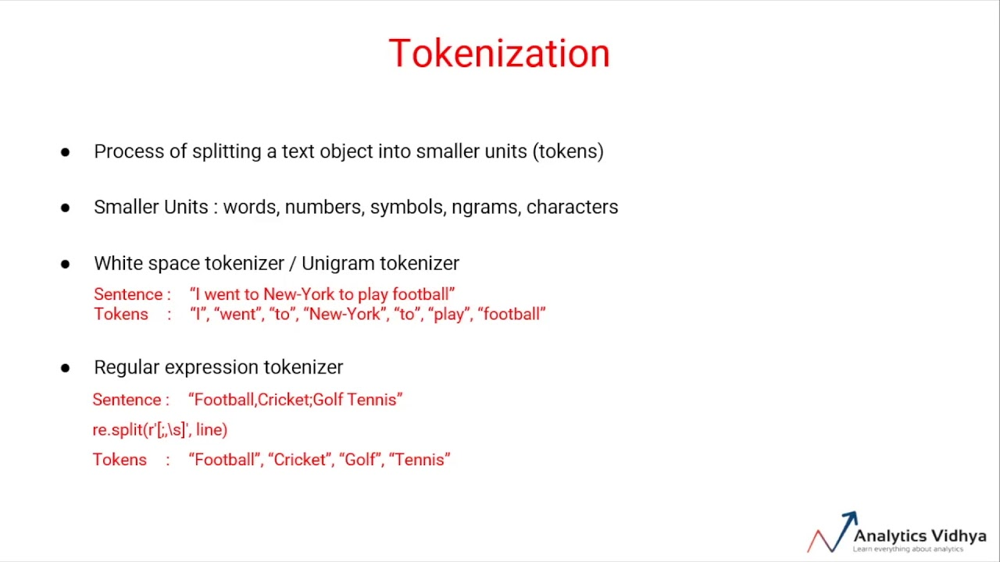 Tokenization
● Process of splitting a text object into smaller units (tokens)
● Smaller Units : words, numbers, symbols, ngrams, characters
● White space tokenizer / Unigram tokenizer
Sentence : “I went to New-York to play football”
Tokens : “I”, “went”, “to”, “New-York”, “to”, “play”, “football”
● Regular expression tokenizer
Sentence : “Football,Cricket;Golf Tennis”
re.split(r'[;,\s]', line)
Tokens : “Football”, “Cricket”, “Golf”, “Tennis”
Analytics Vidhya
Learn everything about analytics